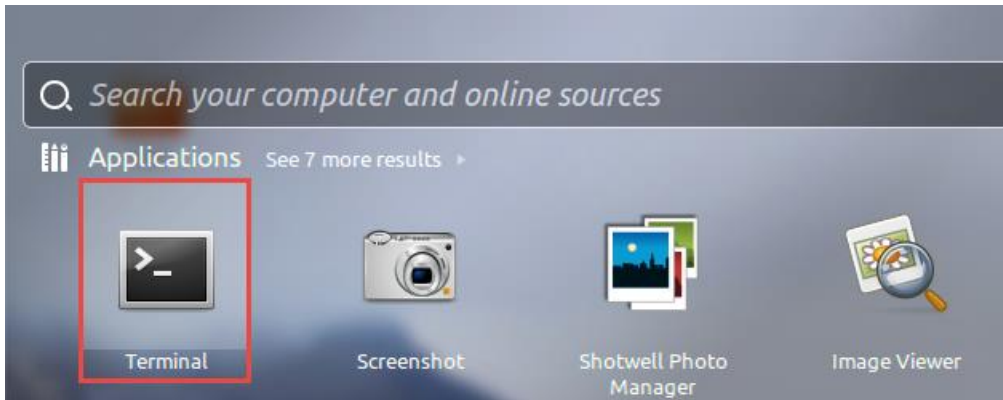 Search your computer and online sources
Applications See 7 more results
>_
Terminal Screenshot Shotwell Photo Manager Image Viewer